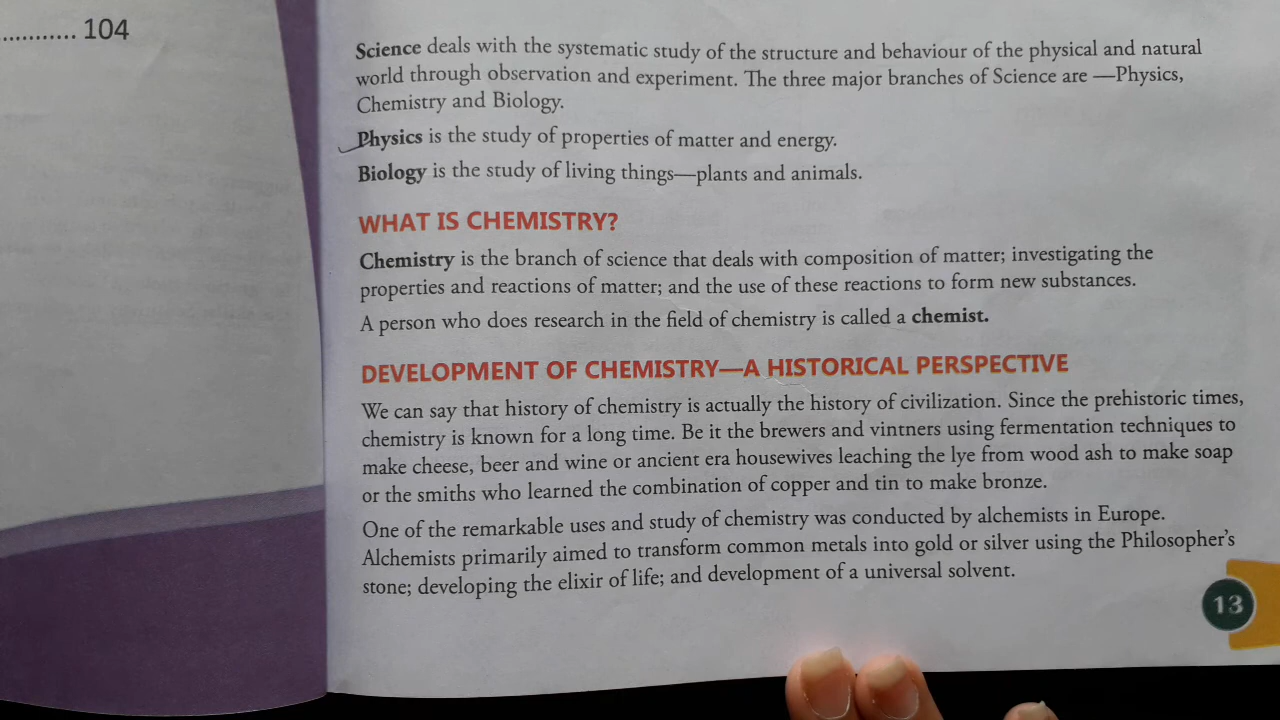 ............ 104
Science deals with the systematic study of the structure and behaviour of the physical and natural
world through observation and experiment. The three major branches of Science are —Physics,
Chemistry and Biology.
Physics is the study of properties of matter and energy.
Biology is the study of living things—plants and animals.
WHAT IS CHEMISTRY?
Chemistry is the branch of science that deals with composition of matter; investigating the
properties and reactions of matter; and the use of these reactions to form new substances.
A person who does research in the field of chemistry is called a chemist.
DEVELOPMENT OF CHEMISTRY—A HISTORICAL PERSPECTIVE
We can say that history of chemistry is actually the history of civilization. Since the prehistoric times,
chemistry is known for a long time. Be it the brewers and vintners using fermentation techniques to
make cheese, beer and wine or ancient era housewives leaching the lye from wood ash to make soap
or the smiths who learned the combination of copper and tin to make bronze.
One of the remarkable uses and study of chemistry was conducted by alchemists in Europe.
Alchemists primarily aimed to transform common metals into gold or silver using the Philosopher's
stone; developing the elixir of life; and development of a universal solvent.
13